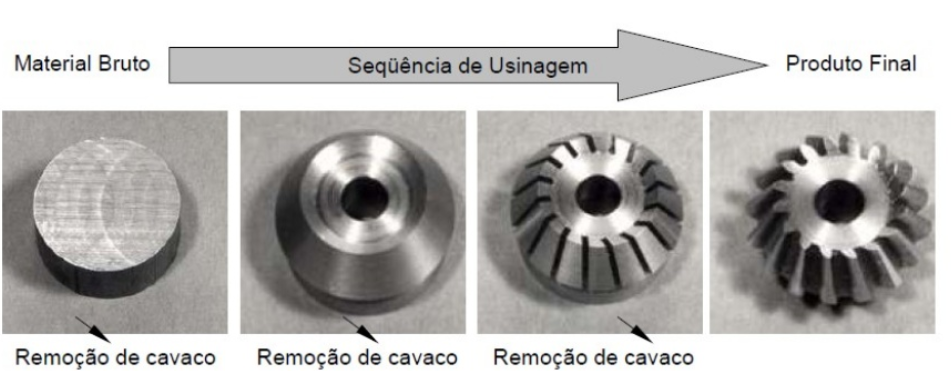 Material Bruto
Seqüência de Usinagem
Produto Final
Remoção de cavaco
Remoção de cavaco
Remoção de cavaco